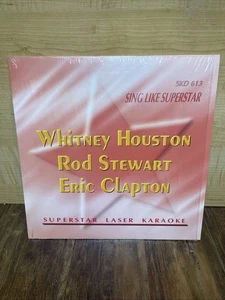 SKD 613
SING LIKE SUPERSTAR
Whitney Houston
Rod Stewart
Eric Clapton
SUPERSTAR LASER KARAOKE